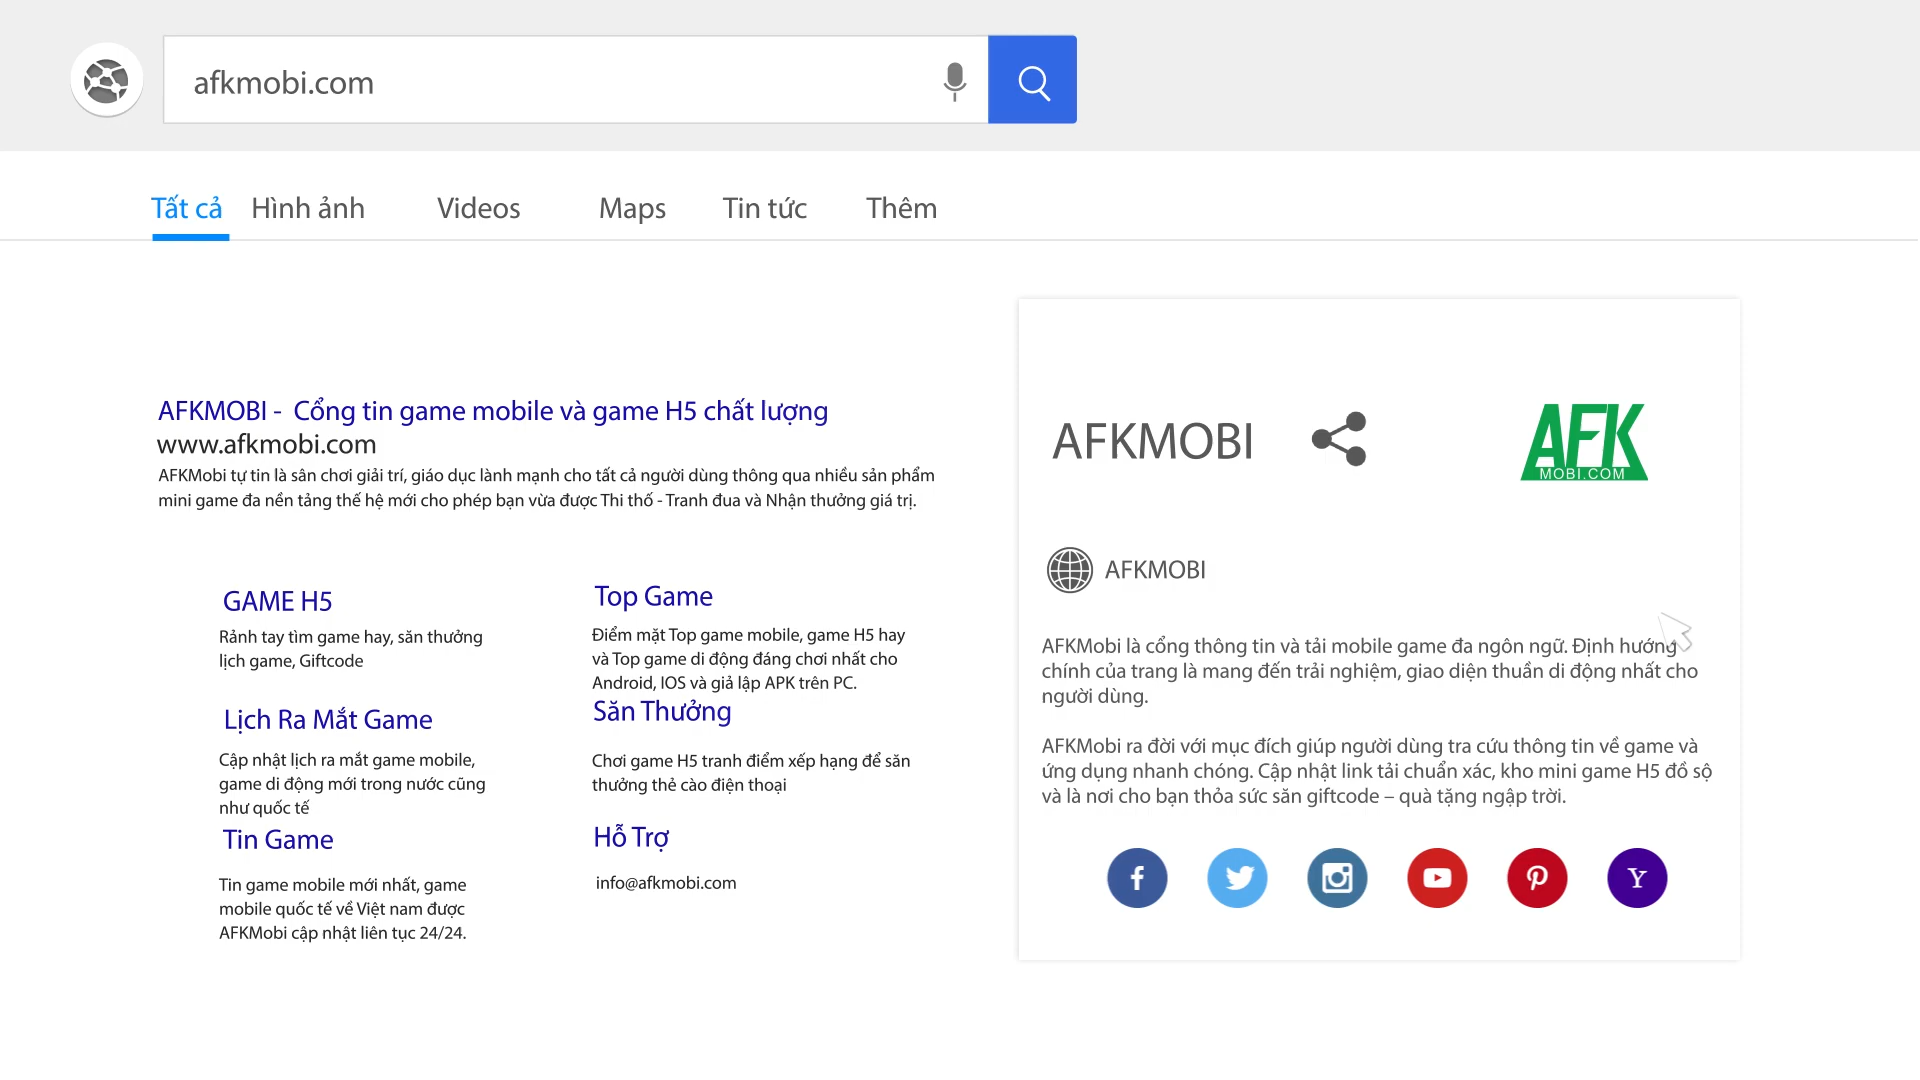 afkmobi.com
Tất cả Hình ảnh Videos Maps Tin tức Thêm
AFKMOBI - Cổng tin game mobile và game H5 chất lượng
www.afkmobi.com
AFKMobi tự tin là sân chơi giải trí, giáo dục lành mạnh cho tất cả người dùng thông qua nhiều sản phẩm
mini game đa nền tảng thế hệ mới cho phép bạn vừa được Thi thố - Tranh đua và Nhận thưởng giá trị.
GAME H5
Rảnh tay tìm game hay, săn thưởng
lịch game, Giftcode
Lịch Ra Mắt Game
Cập nhật lịch ra mắt game mobile,
game di động mới trong nước cũng
như quốc tế
Tin Game
Tin game mobile mới nhất, game
mobile quốc tế về Việt nam được
AFKMobi cập nhật liên tục 24/24.
Top Game
Điểm mặt Top game mobile, game H5 hay
và Top game di động đáng chơi nhất cho
Android, IOS và giả lập APK trên PC.
Săn Thưởng
Chơi game H5 tranh điểm xếp hạng để săn
thưởng thẻ cào điện thoại
Hỗ Trợ
info@afkmobi.com
AFKMOBI
AFK
MOBI.COM
AFKMOBI
AFKMobi là cổng thông tin và tải mobile game đa ngôn ngữ. Định hướng
chính của trang là mang đến trải nghiệm, giao diện thuần di động nhất cho
người dùng.
AFKMobi ra đời với mục đích giúp người dùng tra cứu thông tin về game và
ứng dụng nhanh chóng. Cập nhật link tải chuẩn xác, kho mini game H5 đồ sộ
và là nơi cho bạn thỏa sức săn giftcode – quà tặng ngập trời.